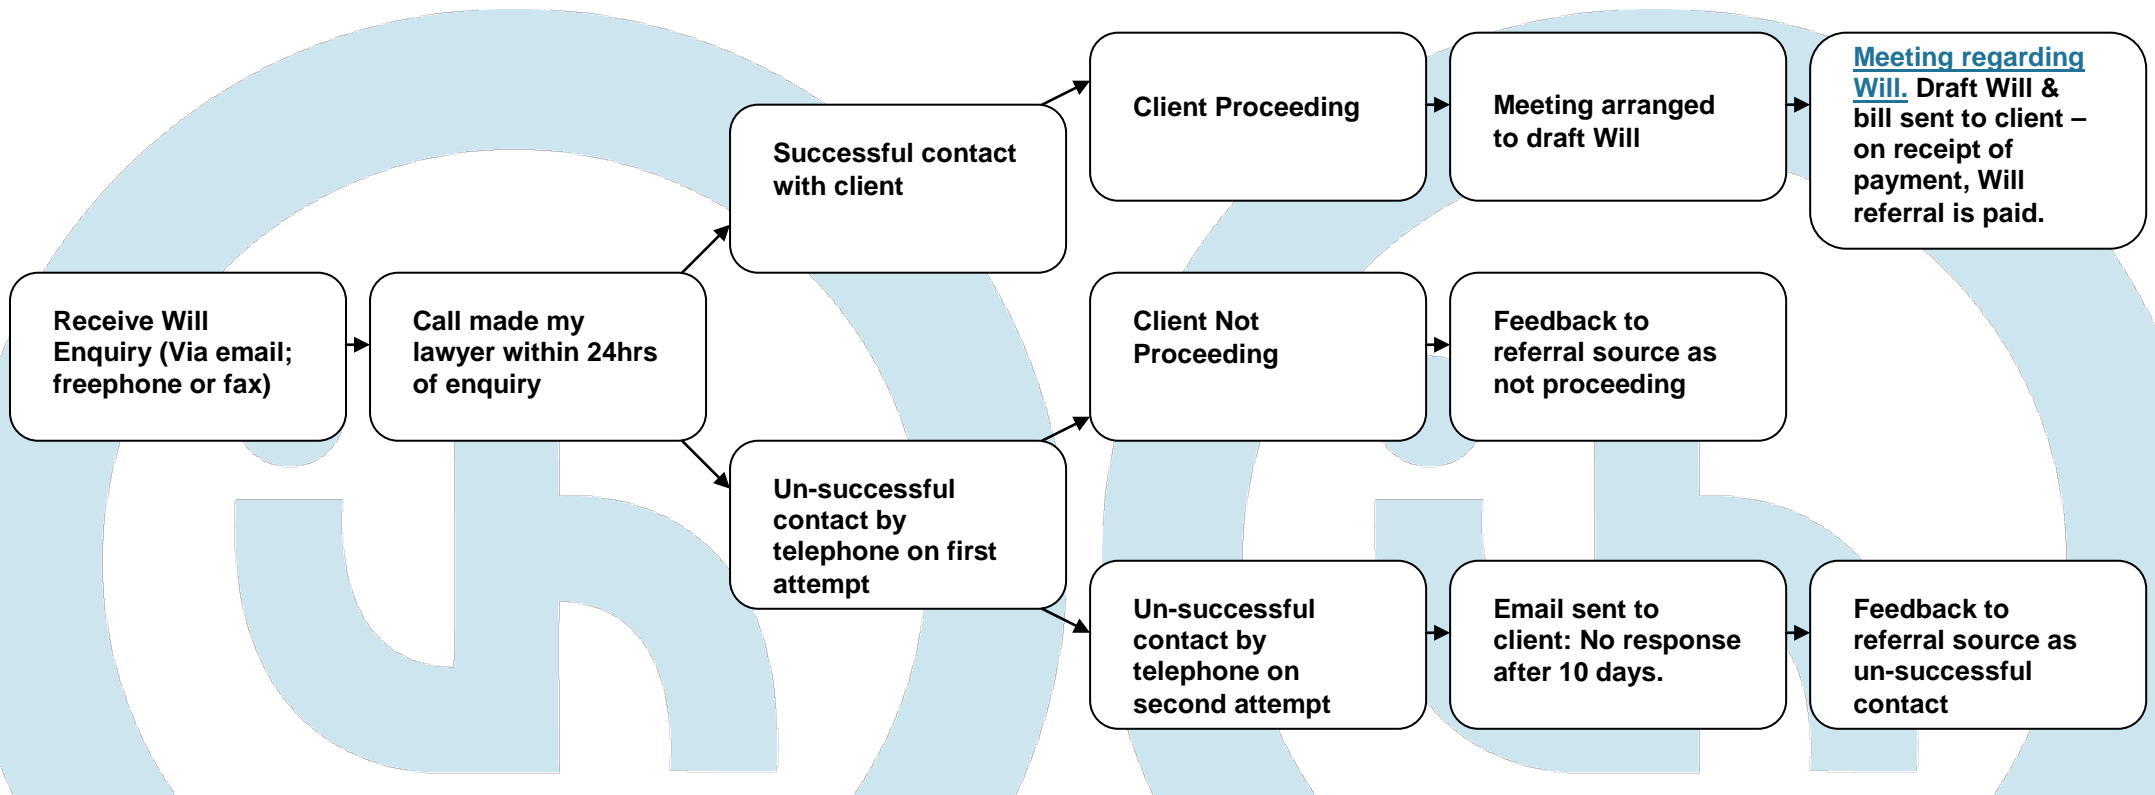 Receive Will
Enquiry (Via email;
freephone or fax)
Call made my
lawyer within 24hrs
of enquiry
Successful contact
with client
Un-successful
contact by
telephone on first
attempt
Client Proceeding
Meeting arranged
to draft Will
Meeting regarding
Will. Draft Will &
bill sent to client –
on receipt of
payment, Will
referral is paid.
Client Not
Proceeding
Feedback to
referral source as
not proceeding
Un-successful
contact by
telephone on
second attempt
Email sent to
client: No response
after 10 days.
Feedback to
referral source as
un-successful
contact